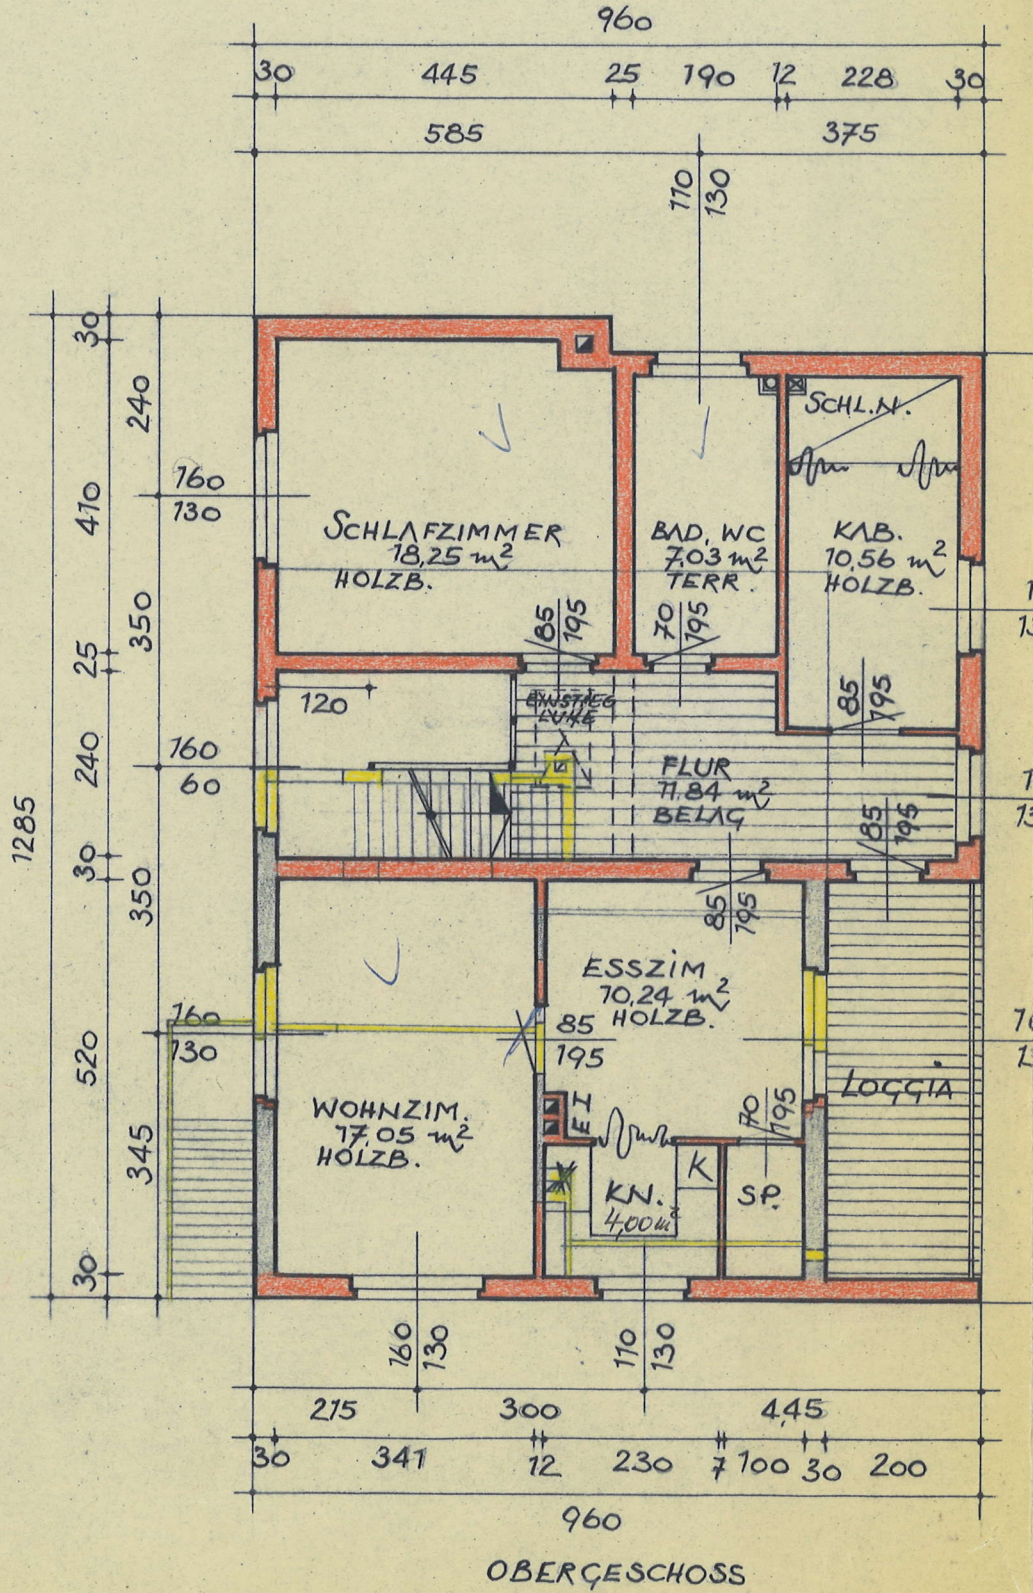 960
30 445 25 190 12 228 30
585 375
110
130
30
240
160
130
410
350
25
SCHLAFZIMMER
18,25 m²
HOLZB.
BAD, WC
7,03 m²
TERR.
SCHL.N.
KAB.
10,56 m²
HOLZB.
85
195
70
195
85
195
120
EINSTIEG
LUKE
160
60
240
1285
FLUR
11.84 m²
BELAG
85
195
30
350
85
195
ESSZIM
10,24 m²
HOLZB.
160
130
520
85
195
LOGGIA
WOHNZIM.
17,05 m²
HOLZB.
EI
70
195
345
KN.
4,00 m²
K
SP.
30
160
130
110
130
215 300 4,45
30 341 12 230 7 100 30 200
960
OBERGESCHOSS